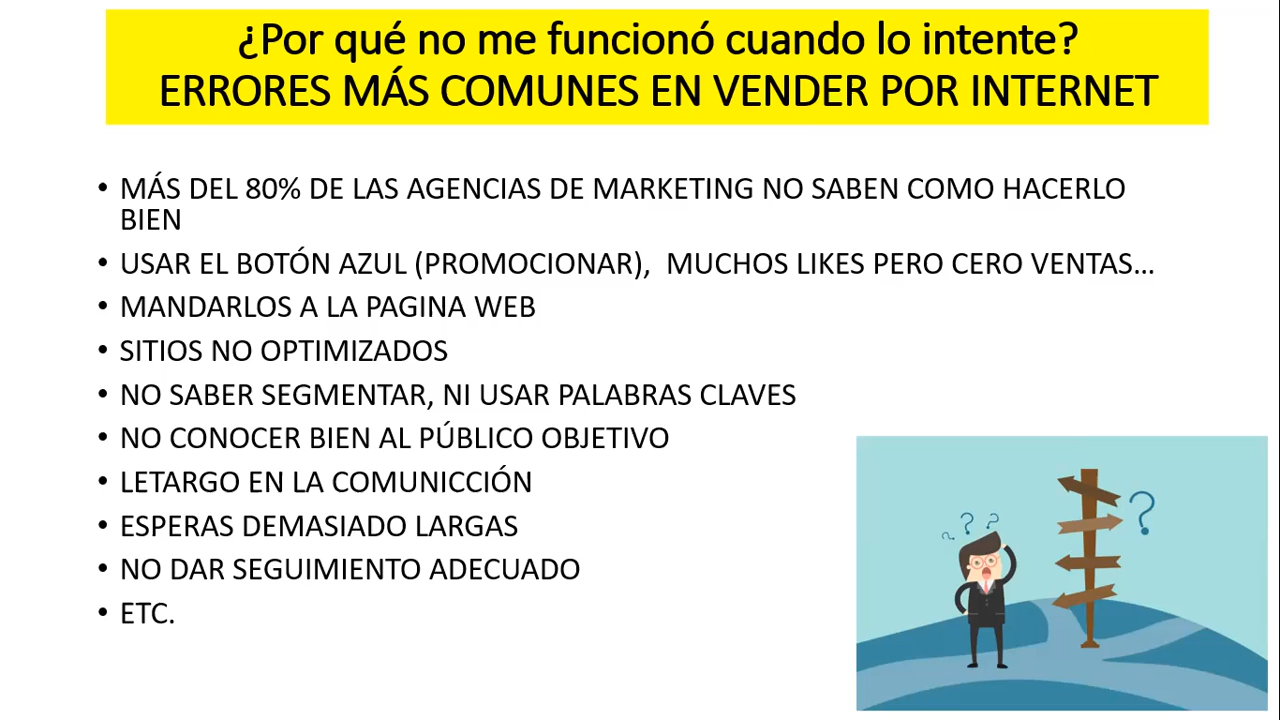 ¿Por qué no me funcionó cuando lo intente?
ERRORES MÁS COMUNES EN VENDER POR INTERNET
• MÁS DEL 80% DE LAS AGENCIAS DE MARKETING NO SABEN COMO HACERLO
BIEN
• USAR EL BOTÓN AZUL (PROMOCIONAR), MUCHOS LIKES PERO CERO VENTAS...
• MANDARLOS A LA PAGINA WEB
• SITIOS NO OPTIMIZADOS
• NO SABER SEGMENTAR, NI USAR PALABRAS CLAVES
• NO CONOCER BIEN AL PÚBLICO OBJETIVO
• LETARGO EN LA COMUNICCIÓN
• ESPERAS DEMASIADO LARGAS
• NO DAR SEGUIMIENTO ADECUADO
• ETC.